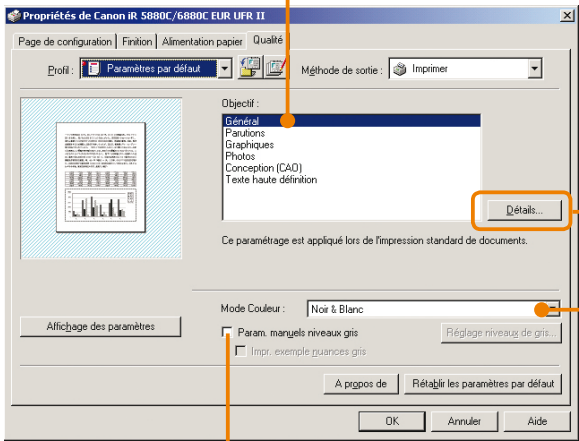 Propriétés de Canon iR 5880C/6880C EUR UFR II
Page de configuration Finition Alimentation papier Qualité
Profil : Paramètres par défaut Méthode de sortie : Imprimer
Objectif :
Général
Parutions
Graphiques
Photos
Conception (CAO)
Texte haute définition
Détails...
Ce paramétrage est appliqué lors de l'impression standard de documents.
Mode Couleur : Noir & Blanc
Affichage des paramètres
Param. manuels niveaux gris Réglage niveaux de gris...
Impr. exemple nuances gris
A propos de Rétablir les paramètres par défaut
OK Annuler Aide